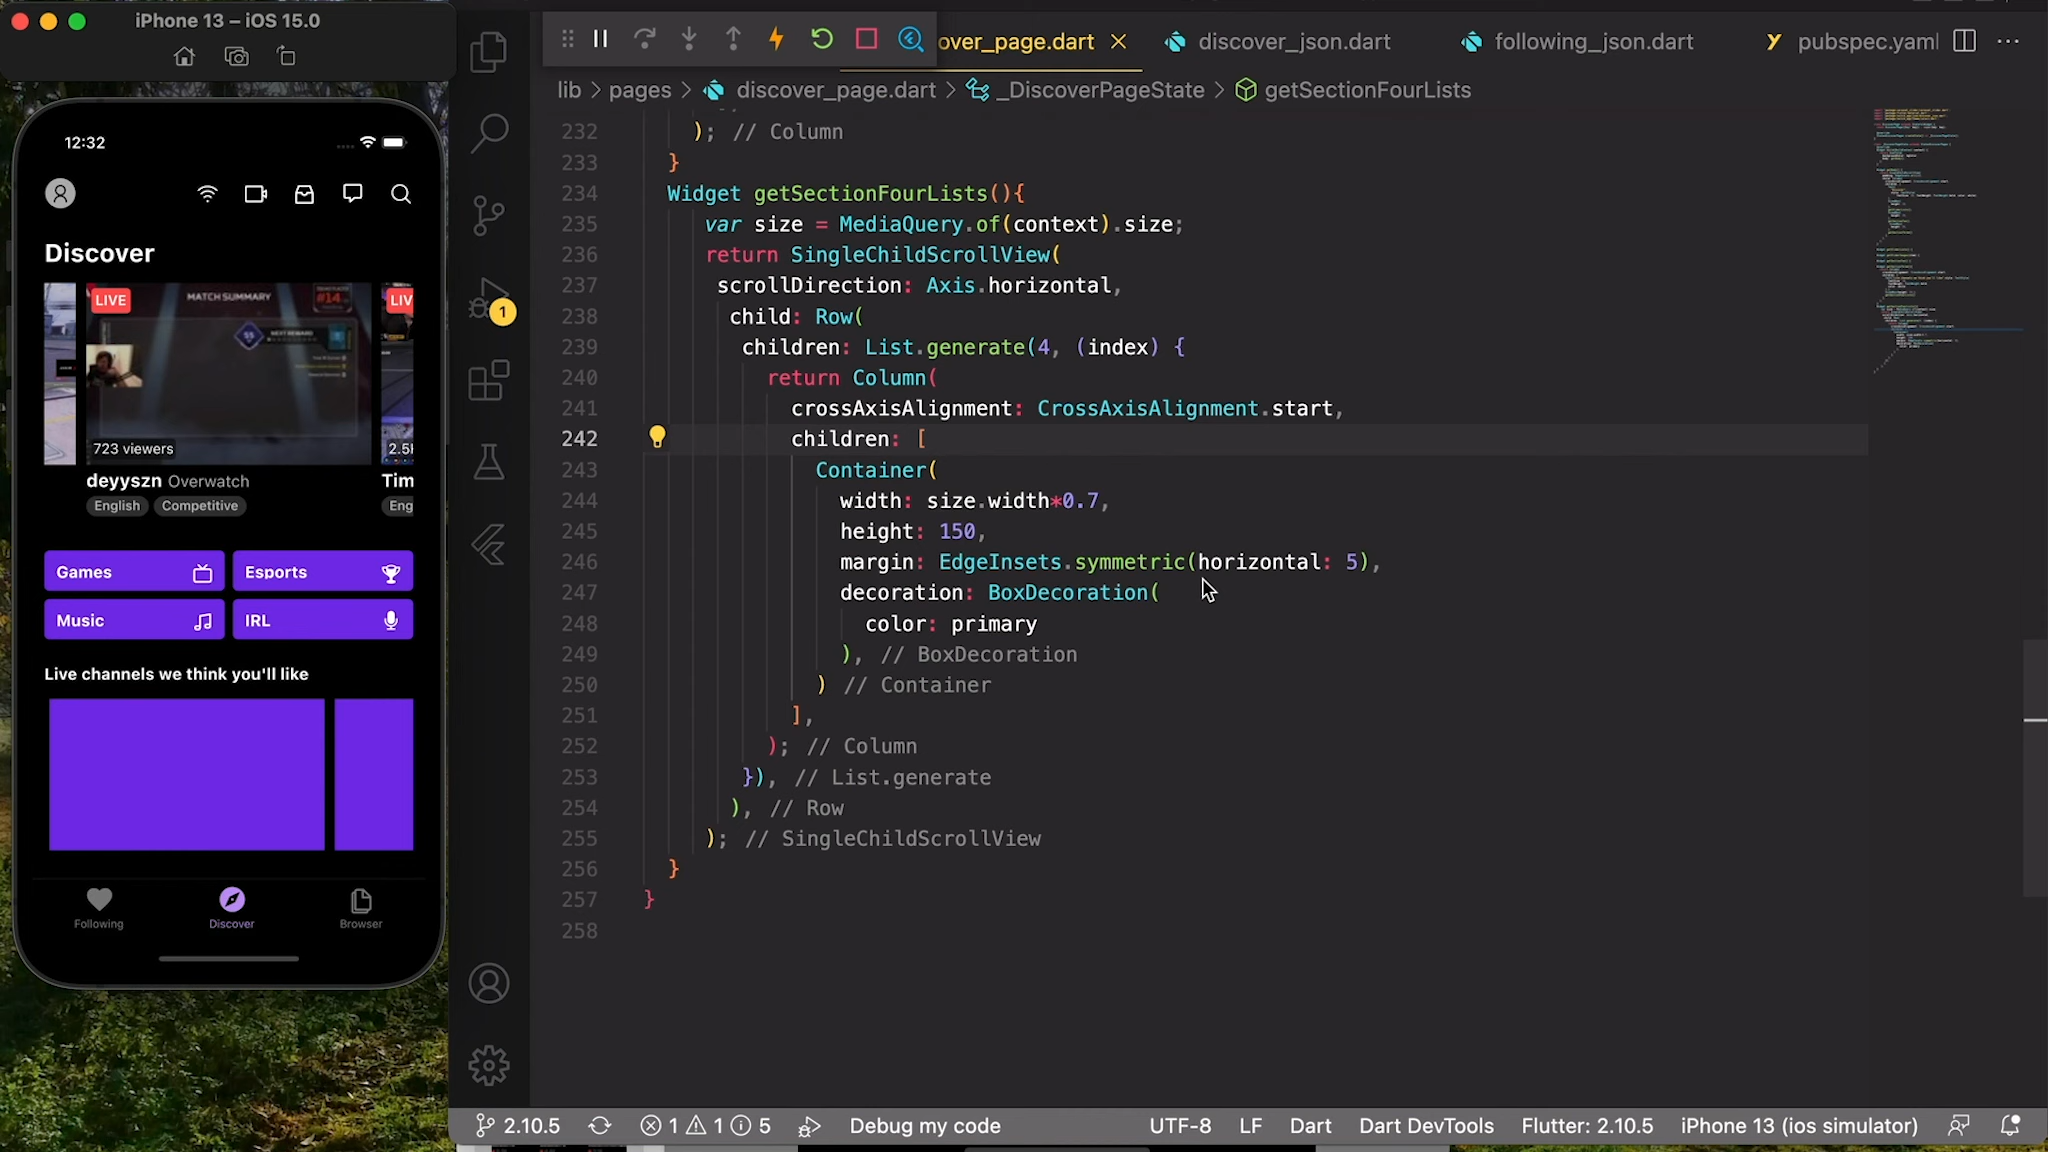 iPhone 13 – iOS 15.0
12:32
Discover
LIVE
MATCH SUMMARY
#14
LIV
NEXT REWARD
55
723 viewers
2.5K
deyyszn Overwatch
Tim
English
Competitive
Eng
Games
Esports
Music
IRL
Live channels we think you'll like
Following
Discover
Browser
1
over_page.dart
discover_json.dart
following_json.dart
pubspec.yaml
lib > pages > discover_page.dart > _DiscoverPageState > getSectionFourLists
232 ); // Column
233 }
234 Widget getSectionFourLists(){
235 var size = MediaQuery.of(context).size;
236 return SingleChildScrollView(
237 scrollDirection: Axis.horizontal,
238 child: Row(
239 children: List.generate(4, (index) {
240 return Column(
241 crossAxisAlignment: CrossAxisAlignment.start,
242 children: [
243 Container(
244 width: size.width*0.7,
245 height: 150,
246 margin: EdgeInsets.symmetric(horizontal: 5),
247 decoration: BoxDecoration(
248 color: primary
249 ), // BoxDecoration
250 ) // Container
251 ],
252 ); // Column
253 }), // List.generate
254 ), // Row
255 ); // SingleChildScrollView
256 }
257 }
258
2.10.5
1
1
5
Debug my code
UTF-8
LF
Dart
Dart DevTools
Flutter: 2.10.5
iPhone 13 (ios simulator)